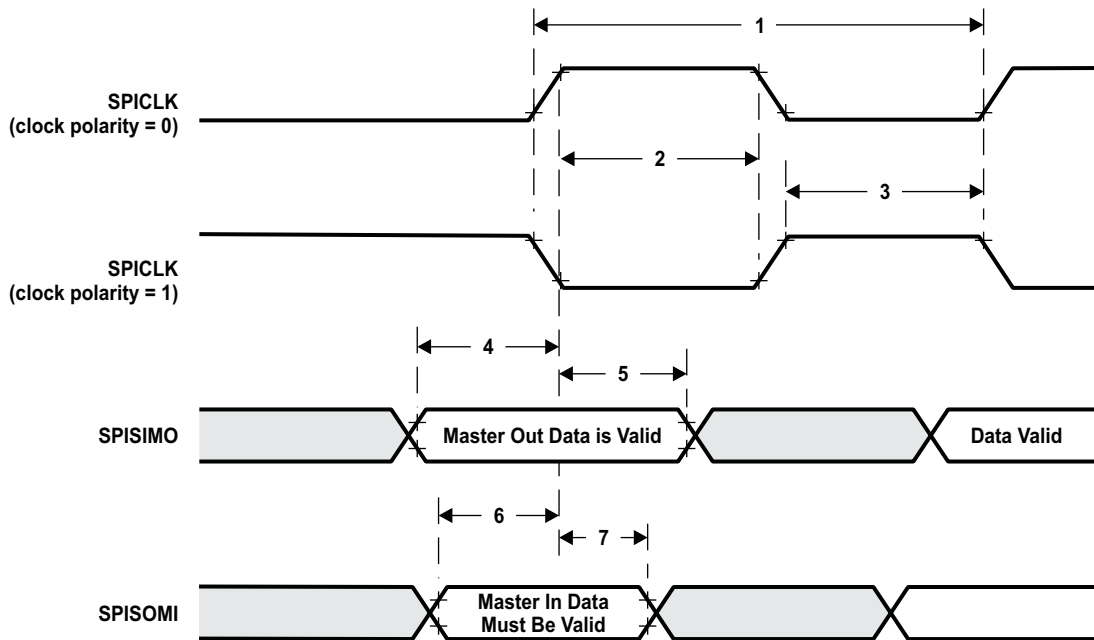 1
SPICLK
(clock polarity = 0)
2
3
SPICLK
(clock polarity = 1)
4
5
SPISIMO
Master Out Data is Valid
Data Valid
6
7
SPISOMI
Master In Data
Must Be Valid